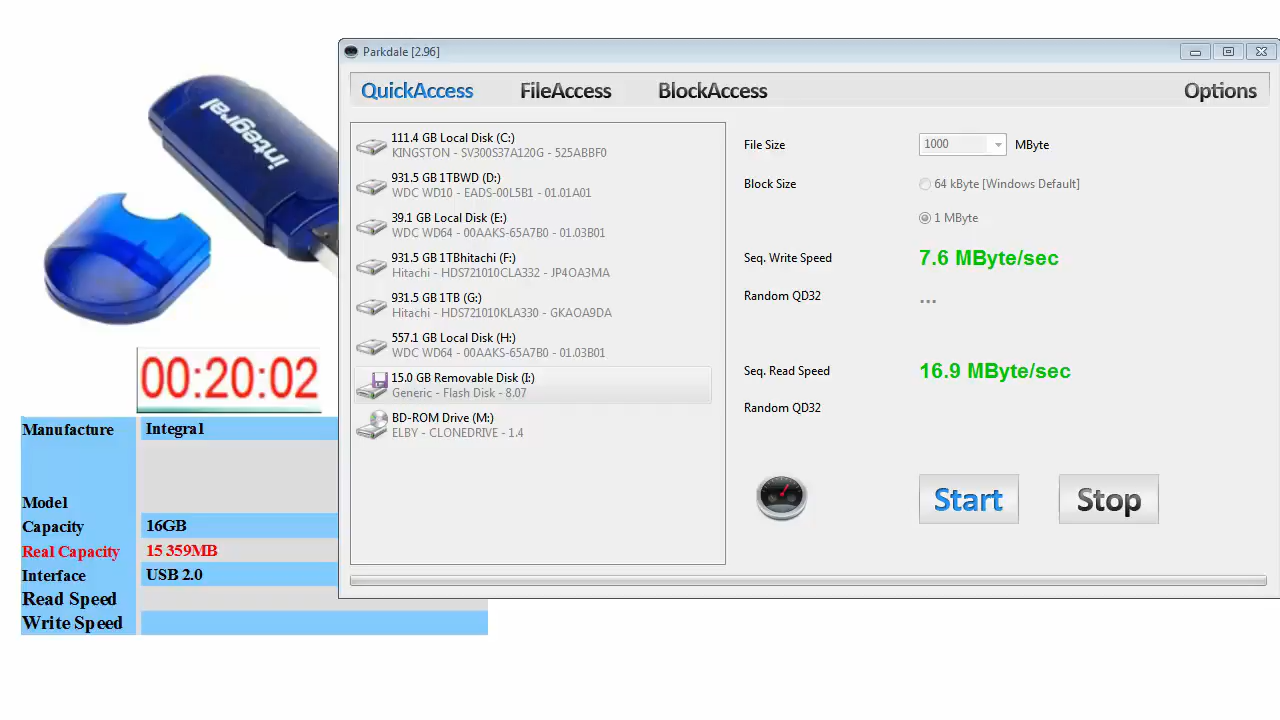 integral
00:20:02
Manufacture Integral
Model
Capacity 16GB
Real Capacity 15 359MB
Interface USB 2.0
Read Speed
Write Speed
Parkdale [2.96]
QuickAccess FileAccess BlockAccess Options
111.4 GB Local Disk (C:)
KINGSTON - SV300S37A120G - 525ABBF0
931.5 GB 1TBWD (D:)
WDC WD10 - EADS-00L5B1 - 01.01A01
39.1 GB Local Disk (E:)
WDC WD64 - 00AAKS-65A7B0 - 01.03B01
931.5 GB 1TBhitachi (F:)
Hitachi - HDS721010CLA332 - JP4OA3MA
931.5 GB 1TB (G:)
Hitachi - HDS721010KLA330 - GKAOA9DA
557.1 GB Local Disk (H:)
WDC WD64 - 00AAKS-65A7B0 - 01.03B01
15.0 GB Removable Disk (I:)
Generic - Flash Disk - 8.07
BD-ROM Drive (M:)
ELBY - CLONEDRIVE - 1.4
File Size 1000 MByte
Block Size 64 kByte [Windows Default]
1 MByte
Seq. Write Speed 7.6 MByte/sec
Random QD32 ...
Seq. Read Speed 16.9 MByte/sec
Random QD32
Start Stop